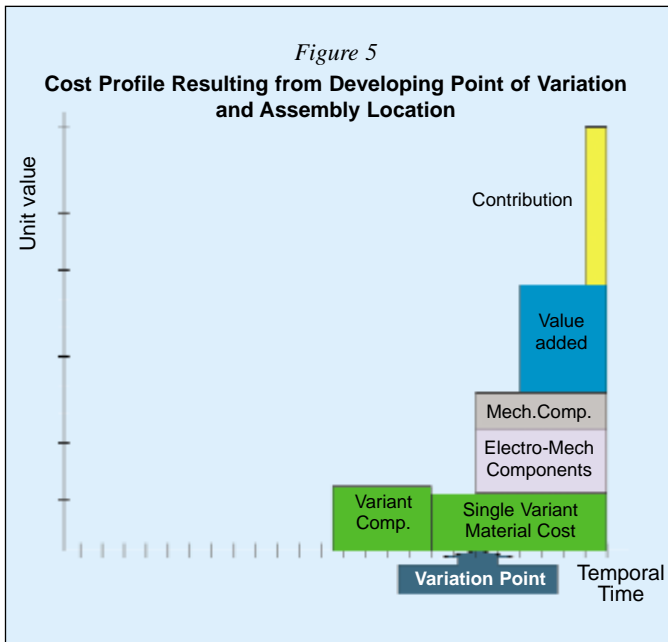 Figure 5
Cost Profile Resulting from Developing Point of Variation
and Assembly Location
Unit value
Contribution
Value
added
Mech.Comp.
Electro-Mech
Components
Variant
Comp.
Single Variant
Material Cost
Variation Point
Temporal
Time